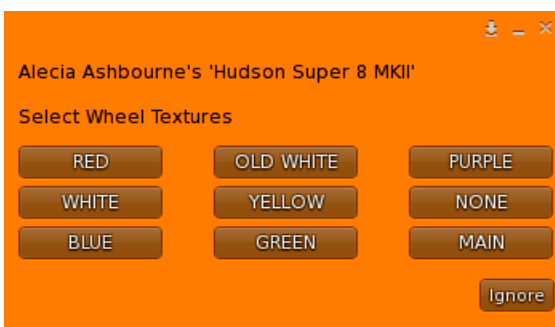 Alecia Ashbourne's 'Hudson Super 8 MKII'
Select Wheel Textures
RED OLD WHITE PURPLE
WHITE YELLOW NONE
BLUE GREEN MAIN
Ignore